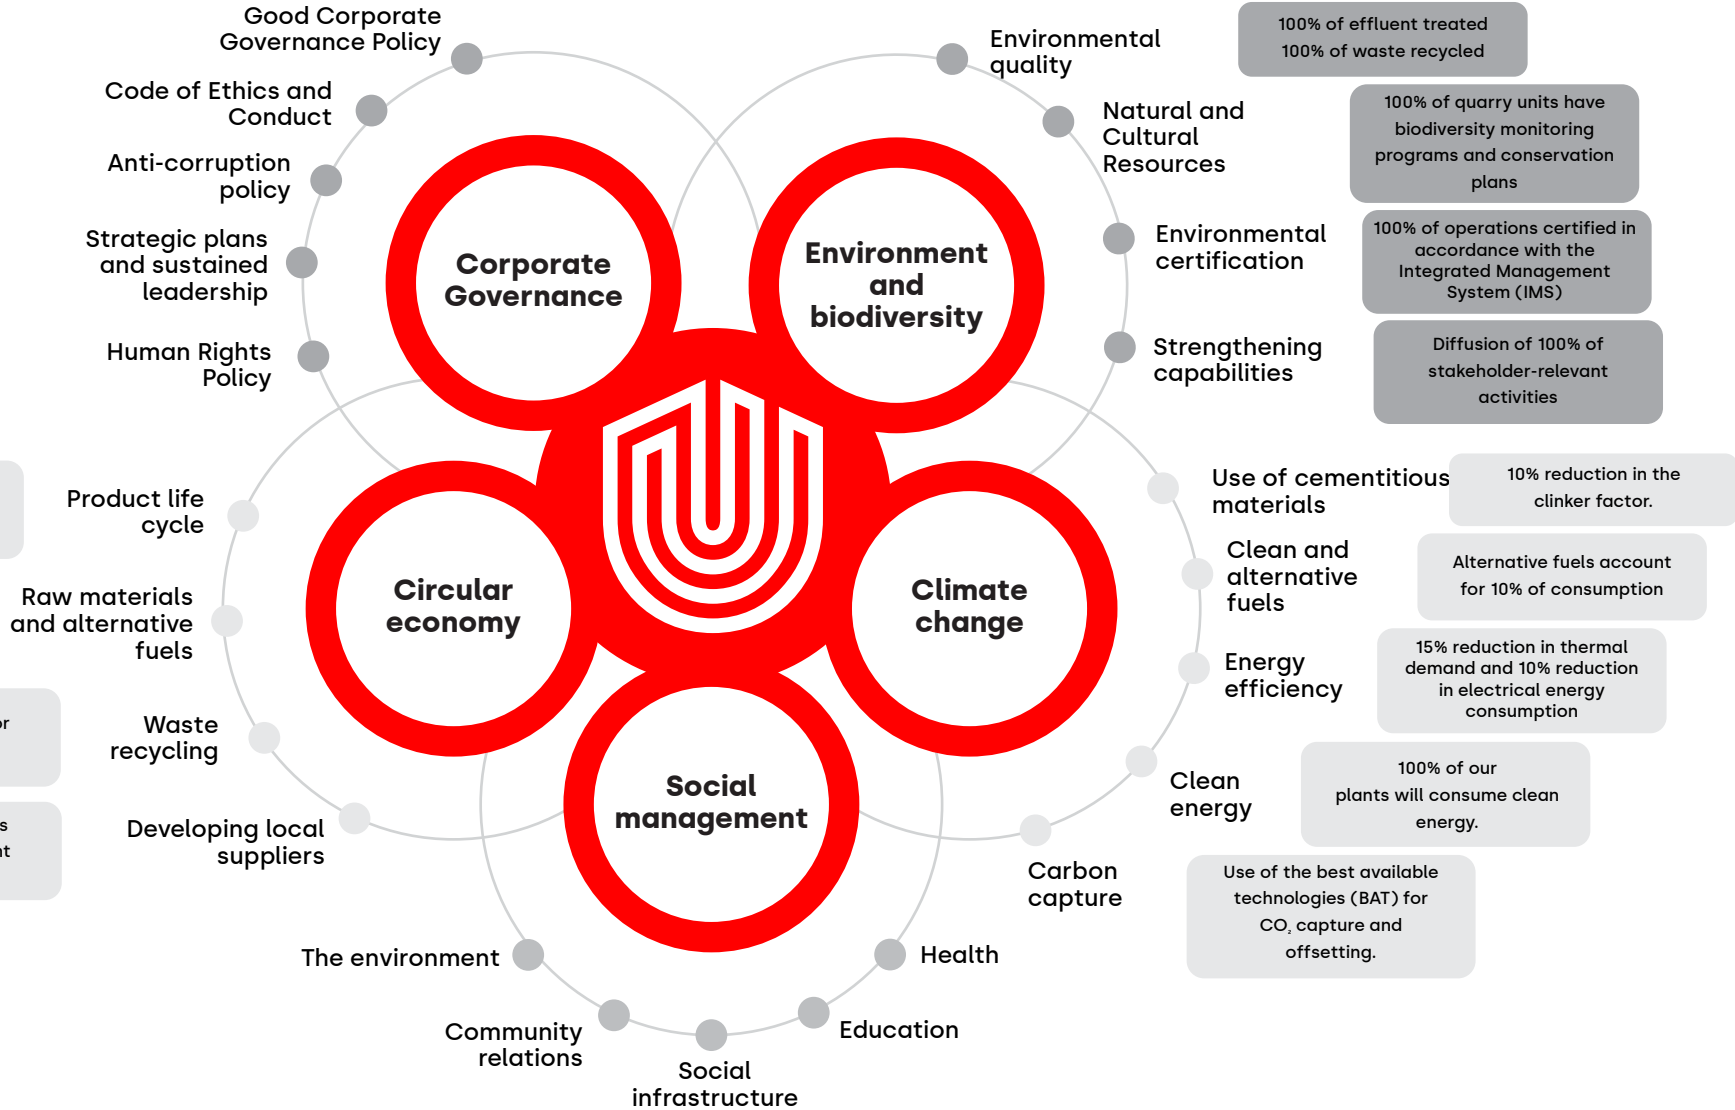 Good Corporate
Governance Policy
Code of Ethics and
Conduct
Anti-corruption
policy
Strategic plans
and sustained
leadership
Human Rights
Policy
Corporate
Governance
Environment
and
biodiversity
Environmental
quality
100% of effluent treated
100% of waste recycled
Natural and
Cultural
Resources
100% of quarry units have
biodiversity monitoring
programs and conservation
plans
Environmental
certification
100% of operations certified in
accordance with the
Integrated Management
System (IMS)
Strengthening
capabilities
Diffusion of 100% of
stakeholder-relevant
activities
Product life
cycle
Raw materials
and alternative
fuels
or
Waste
recycling
s
nt
Developing local
suppliers
Circular
economy
Climate
change
Use of cementitious
materials
10% reduction in the
clinker factor.
Clean and
alternative
fuels
Alternative fuels account
for 10% of consumption
Energy
efficiency
15% reduction in thermal
demand and 10% reduction
in electrical energy
consumption
Clean
energy
100% of our
plants will consume clean
energy.
Carbon
capture
Use of the best available
technologies (BAT) for
CO₂ capture and
offsetting.
Social
management
The environment
Community
relations
Social
infrastructure
Education
Health